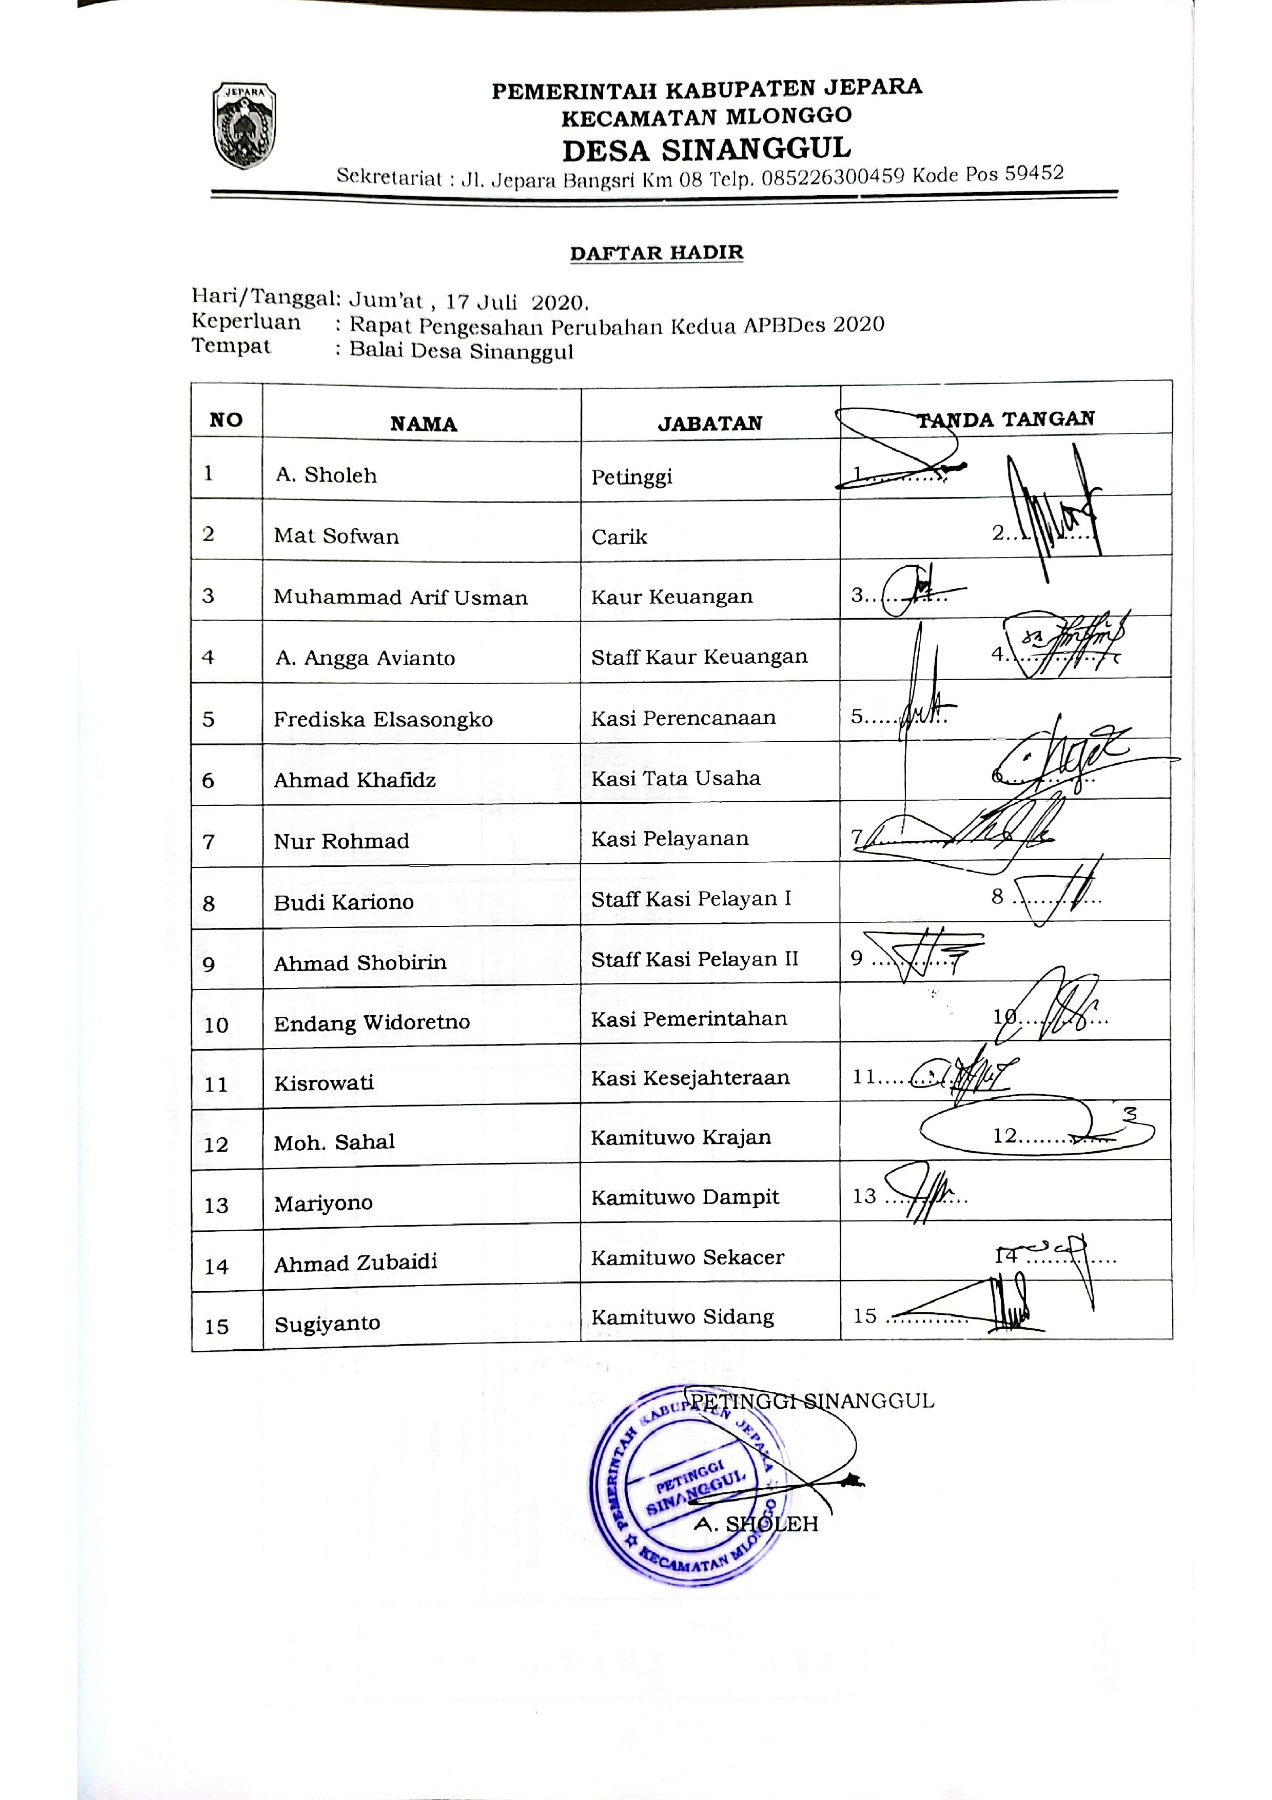 JEPARA
PEMERINTAH KABUPATEN JEPARA
KECAMATAN MLONGGO
DESA SINANGGUL
Sekretariat : Jl. Jepara Bangsri Km 08 Telp. 085226300459 Kode Pos 59452
DAFTAR HADIR
Hari/Tanggal: Jum'at , 17 Juli 2020.
Keperluan : Rapat Pengesahan Perubahan Kedua APBDes 2020
Tempat : Balai Desa Sinanggul
NO NAMA JABATAN TANDA TANGAN
1 A. Sholeh Petinggi 1............
2 Mat Sofwan Carik 2............
3 Muhammad Arif Usman Kaur Keuangan 3............
4 A. Angga Avianto Staff Kaur Keuangan 4............
5 Frediska Elsasongko Kasi Perencanaan 5............
6 Ahmad Khafidz Kasi Tata Usaha 6............
7 Nur Rohmad Kasi Pelayanan 7............
8 Budi Kariono Staff Kasi Pelayan I 8 ............
9 Ahmad Shobirin Staff Kasi Pelayan II 9 ............
10 Endang Widoretno Kasi Pemerintahan 10............
11 Kisrowati Kasi Kesejahteraan 11............
12 Moh. Sahal Kamituwo Krajan 12............
13 Mariyono Kamituwo Dampit 13 ............
14 Ahmad Zubaidi Kamituwo Sekacer 14 ............
15 Sugiyanto Kamituwo Sidang 15 ............
PETINGGI SINANGGUL
PEMERINTAH KABUPATEN JEPARA
PETINGGI
SINANGGUL
KECAMATAN MLONGGO
A. SHOLEH